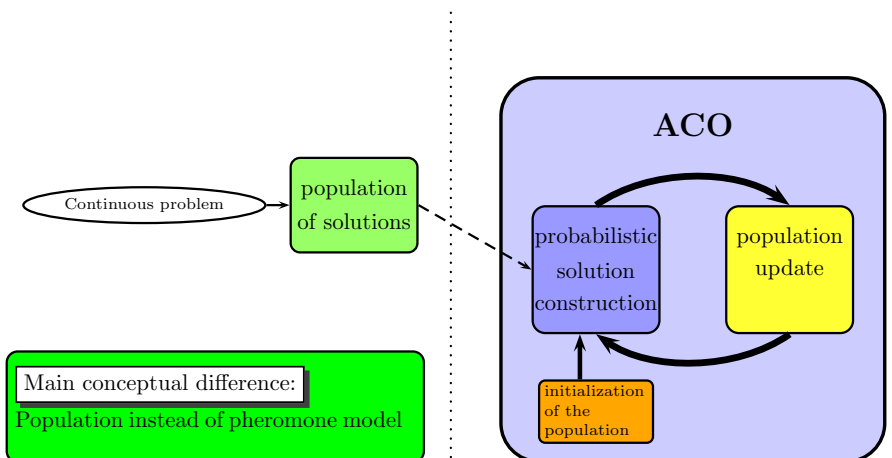 Continuous problem
population
of solutions
ACO
probabilistic
solution
construction
population
update
initialization
of the
population
Main conceptual difference:
Population instead of pheromone model